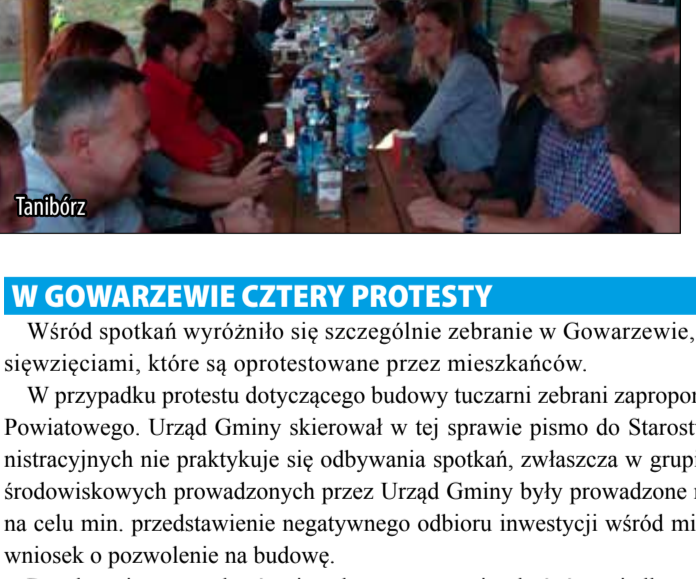 Tanibórz
W GOWARZEWIE CZTERY PROTESTY
Wśród spotkań wyróżniło się szczególnie zebranie w Gowarzewie,
sięwzięciami, które są oprotestowane przez mieszkańców.
W przypadku protestu dotyczącego budowy tuczarni zebrani zapropor
Powiatowego. Urząd Gminy skierował w tej sprawie pismo do Starost
nistracyjnych nie praktykuje się odbywania spotkań, zwłaszcza w grupi
środowiskowych prowadzonych przez Urząd Gminy były prowadzone
na celu min. przedstawienie negatywnego odbioru inwestycji wśród mi
wniosek o pozwolenie na budowę.